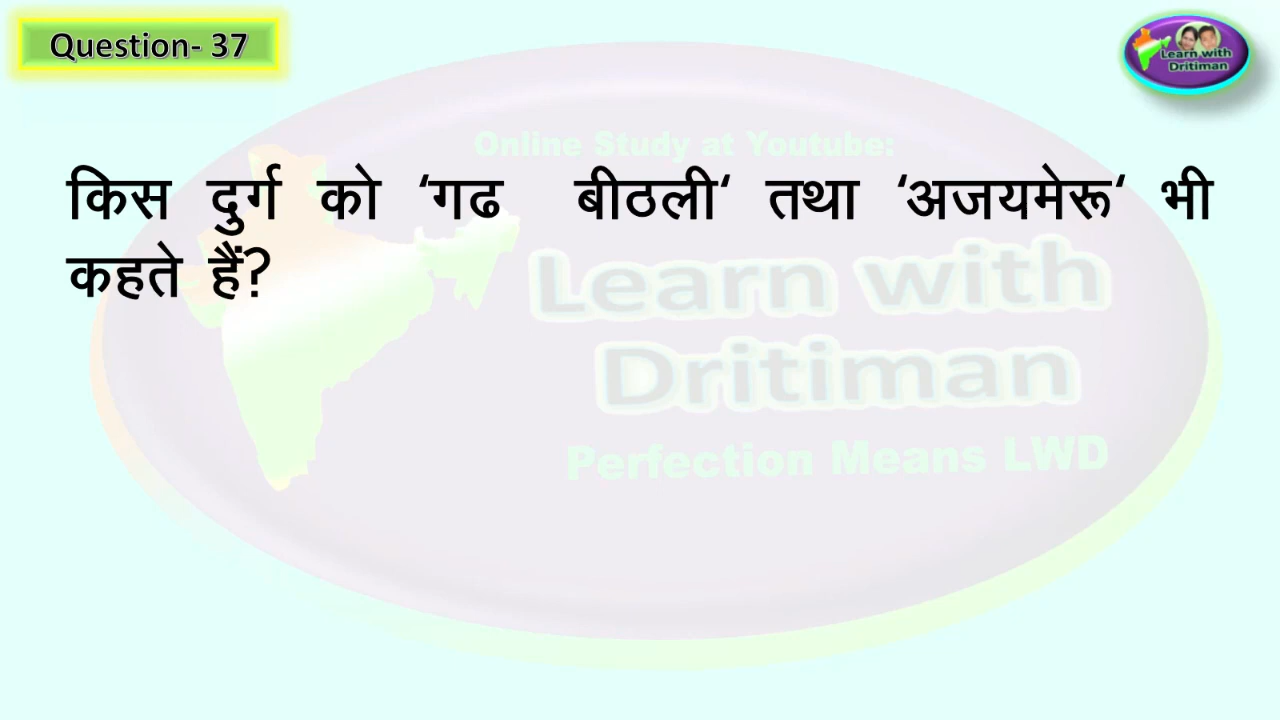 Question- 37
Learn with
Dritiman
Online Study at Youtube:
किस दुर्ग को ‘गढ बीठली‘ तथा ‘अजयमेरू‘ भी
कहते हैं?
Learn with
Dritiman
Perfection Means LWD